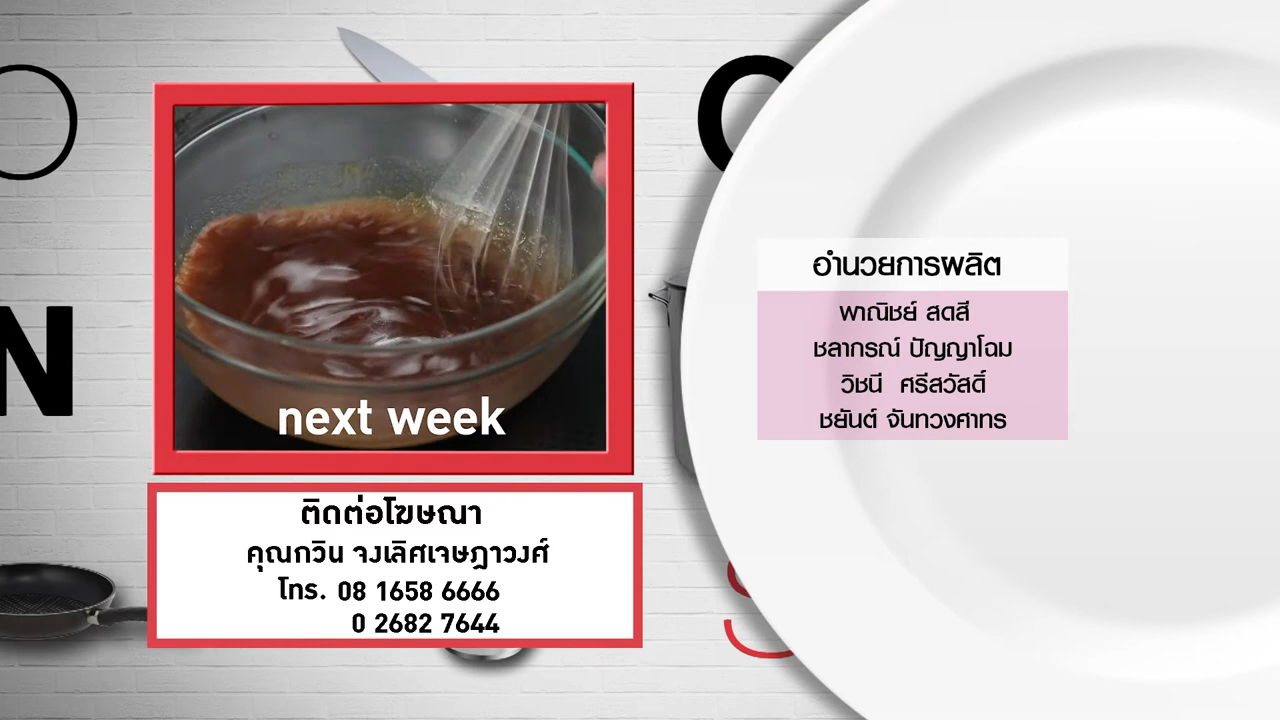 next week
ติดต่อโฆษณา
คุณกวิน จงเลิศเจษฎาวงศ์
โทร. 08 1658 6666
0 2682 7644
อำนวยการผลิต
พาณิชย์ สดสี
ชลากรณ์ ปัญญาโฉม
วิชนี ศรีสวัสดิ์
ชยันต์ จันทวงศาทร